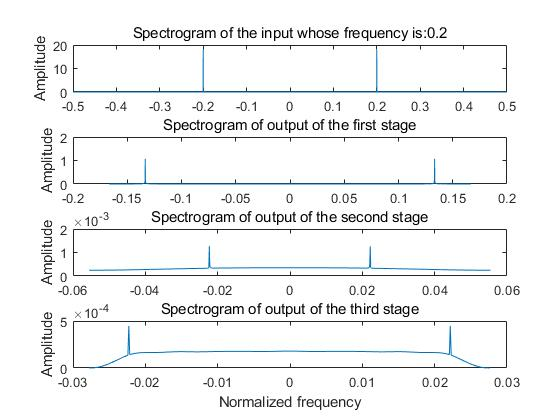 Spectrogram of the input whose frequency is:0.2
Amplitude
20
10
0
-0.5 -0.4 -0.3 -0.2 -0.1 0 0.1 0.2 0.3 0.4 0.5
Spectrogram of output of the first stage
Amplitude
2
1
0
-0.2 -0.15 -0.1 -0.05 0 0.05 0.1 0.15 0.2
×10^-3 Spectrogram of output of the second stage
Amplitude
2
1
0
-0.06 -0.04 -0.02 0 0.02 0.04 0.06
×10^-4 Spectrogram of output of the third stage
Amplitude
5
0
-0.03 -0.02 -0.01 0 0.01 0.02 0.03
Normalized frequency